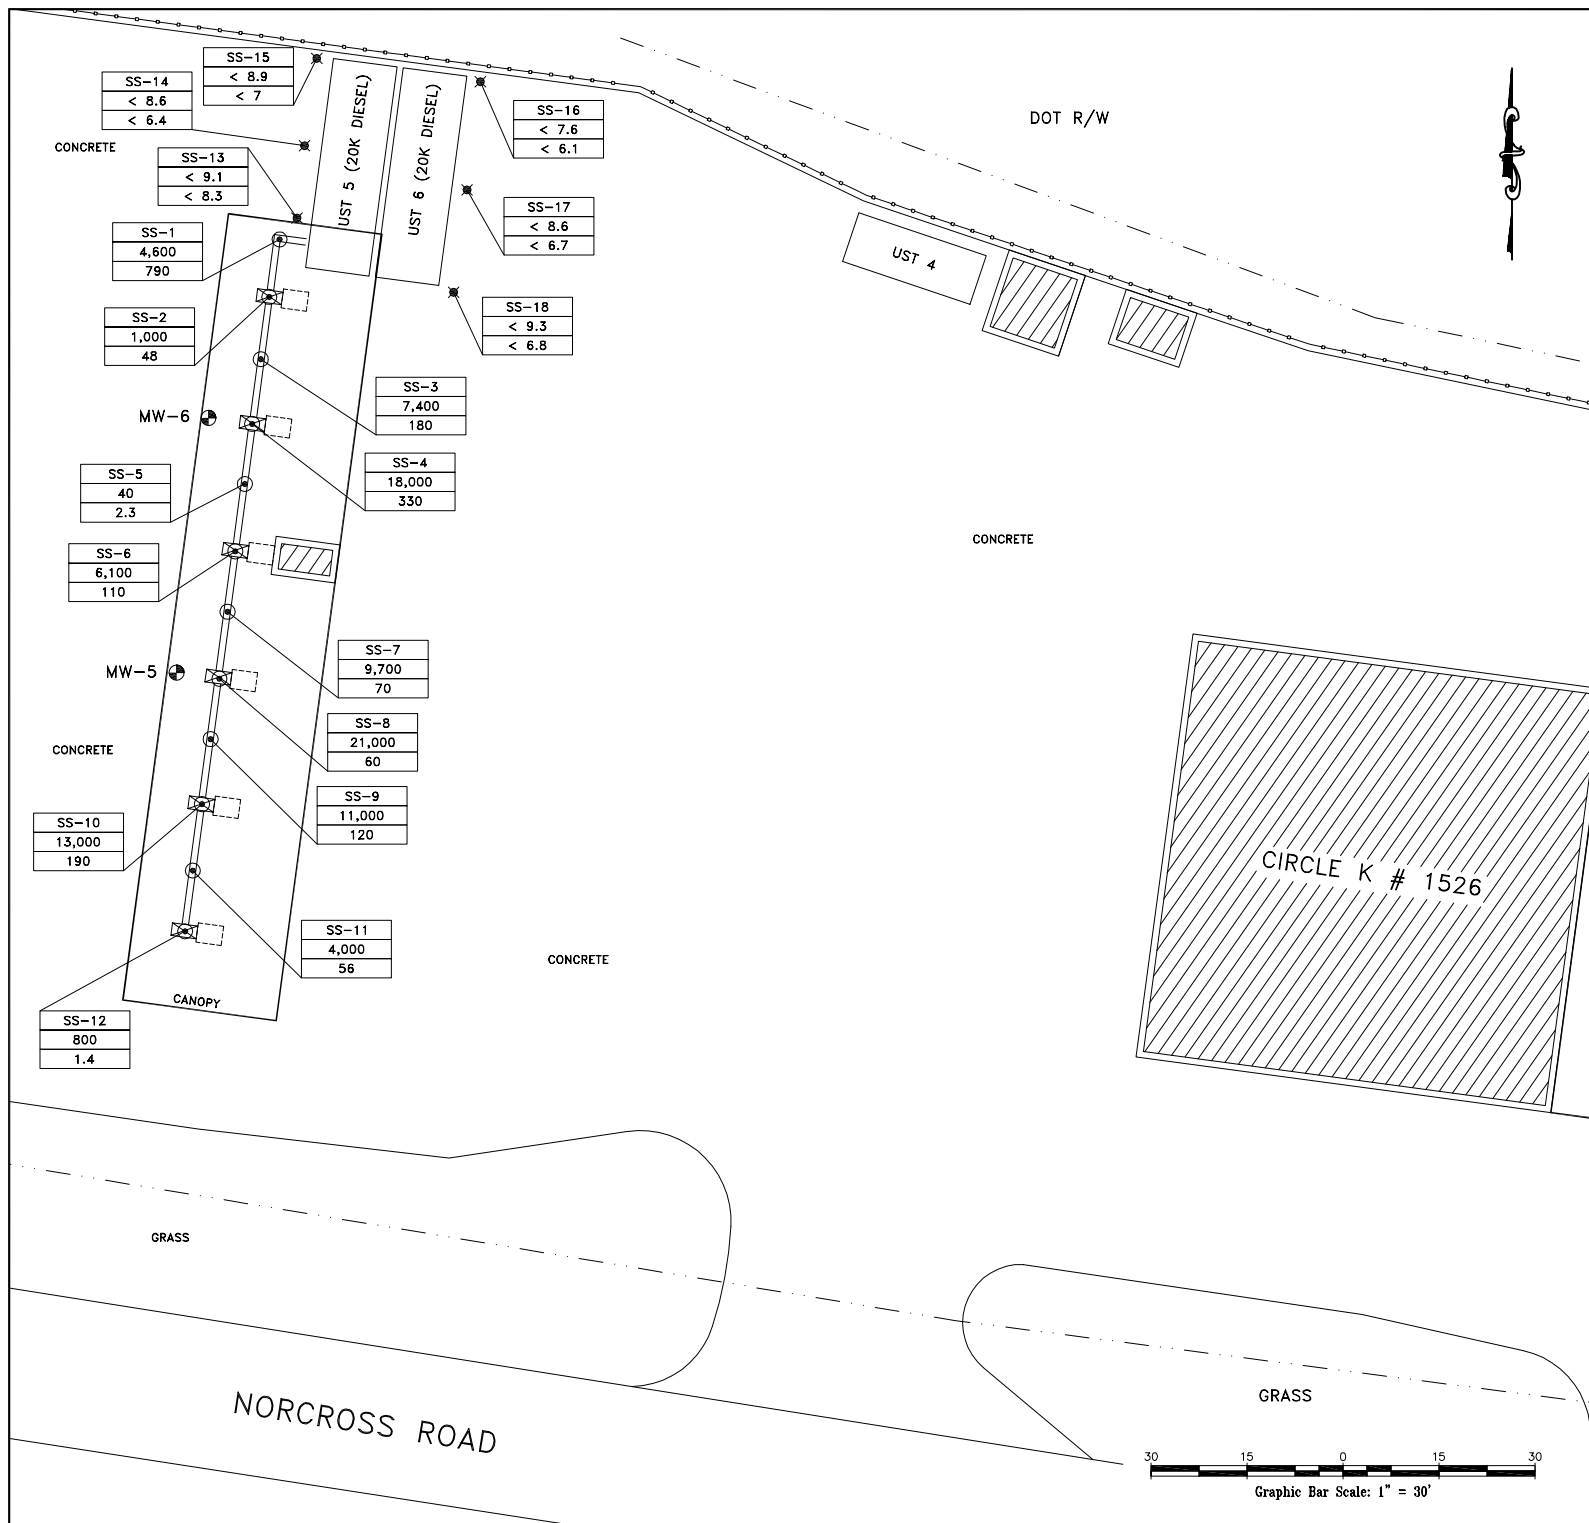 SS-15
< 8.9
< 7
SS-14
< 8.6
< 6.4
CONCRETE
SS-13
< 9.1
< 8.3
UST 5 (20K DIESEL)
UST 6 (20K DIESEL)
SS-16
< 7.6
< 6.1
SS-17
< 8.6
< 6.7
SS-18
< 9.3
< 6.8
DOT R/W
UST 4
SS-1
4,600
790
SS-2
1,000
48
SS-3
7,400
180
MW-6
SS-4
18,000
330
SS-5
40
2.3
SS-6
6,100
110
CONCRETE
SS-7
9,700
70
MW-5
SS-8
21,000
60
CONCRETE
SS-9
11,000
120
SS-10
13,000
190
CIRCLE K # 1526
SS-11
4,000
56
CONCRETE
CANOPY
SS-12
800
1.4
GRASS
NORCROSS ROAD
GRASS
30 15 0 15 30
Graphic Bar Scale: 1" = 30'